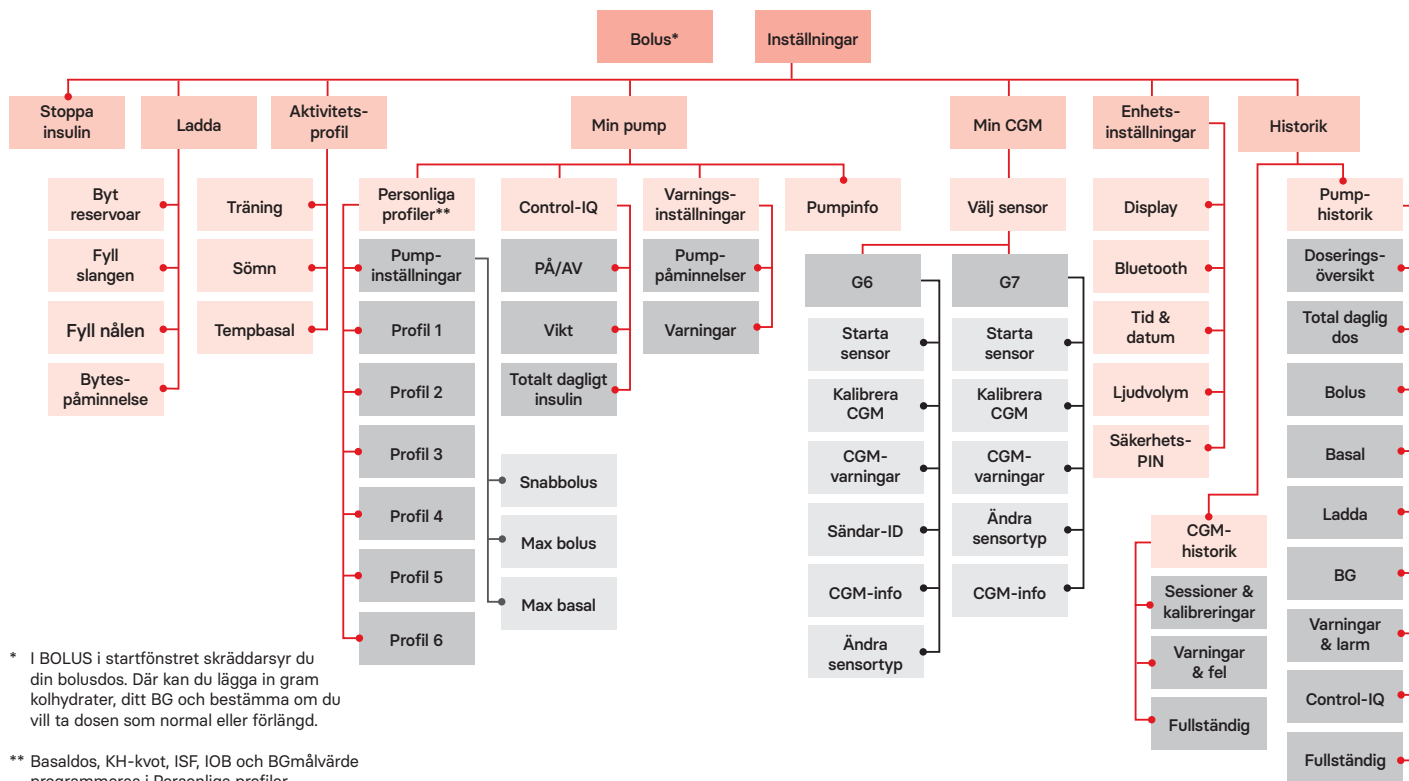 Bolus*
Inställningar
Stoppa
insulin
Ladda
Aktivitets-
profil
Min pump
Min CGM
Enhets-
inställningar
Historik
Byt
reservoar
Fyll
slangen
Fyll nålen
Bytes-
påminnelse
Träning
Sömn
Tempbasal
Personliga
profiler**
Pump-
inställningar
Profil 1
Profil 2
Profil 3
Profil 4
Profil 5
Profil 6
Control-IQ
PÅ/AV
Vikt
Totalt dagligt
insulin
Snabbolus
Max bolus
Max basal
Varnings-
inställningar
Pump-
påminnelser
Varningar
Pumpinfo
Välj sensor
G6
Starta
sensor
Kalibrera
CGM
CGM-
varningar
Sändar-ID
CGM-info
Ändra
sensortyp
G7
Starta
sensor
Kalibrera
CGM
CGM-
varningar
Ändra
sensortyp
CGM-info
Display
Bluetooth
Tid &
datum
Ljudvolym
Säkerhets-
PIN
CGM-
historik
Sessioner &
kalibreringar
Varningar
& fel
Fullständig
Pump-
historik
Doserings-
översikt
Total daglig
dos
Bolus
Basal
Ladda
BG
Varningar
& larm
Control-IQ
Fullständig
* I BOLUS i startfönstret skräddarsyr du
din bolusdos. Där kan du lägga in gram
kolhydrater, ditt BG och bestämma om du
vill ta dosen som normal eller förlängd.
** Basaldos, KH-kvot, ISF, IOB och BGmålvärde
programmeras i Personliga profiler